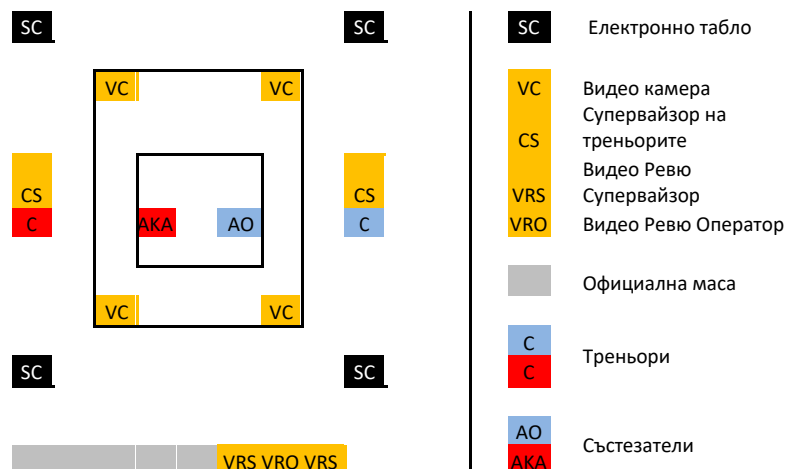 SC SC SC Електронно табло
VC VC VC Видео камера
Супервайзор на
CS треньорите
Видео Ревю
CS CS VRS Супервайзор
C AKA AO C VRO Видео Ревю Оператор
Официална маса
VC VC
C Треньори
SC SC C
AO Състезатели
VRS VRO VRS AKA